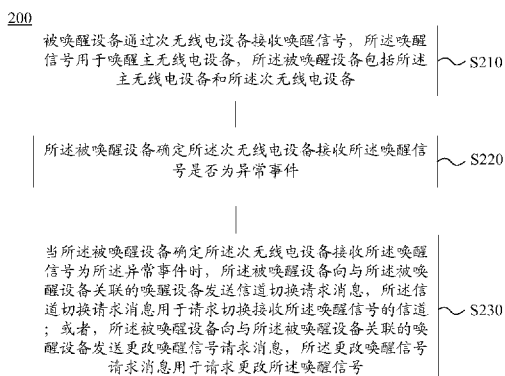 200
被唤醒设备通过次无线电设备接收唤醒信号，所述唤醒
信号用于唤醒主无线电设备，所述被唤醒设备包括所述
主无线电设备和所述次无线电设备
S210
所述被唤醒设备确定所述次无线电设备接收所述唤醒信
号是否为异常事件
S220
当所述被唤醒设备确定所述次无线电设备接收所述唤醒
信号为所述异常事件时，所述被唤醒设备向与所述被唤
醒设备关联的唤醒设备发送信道切换请求消息，所述信
道切换请求消息用于请求切换接收所述唤醒信号的信道
；或者，所述被唤醒设备向与所述被唤醒设备关联的唤
醒设备发送更改唤醒信号请求消息，所述更改唤醒信号
请求消息用于请求更改所述唤醒信号
S230